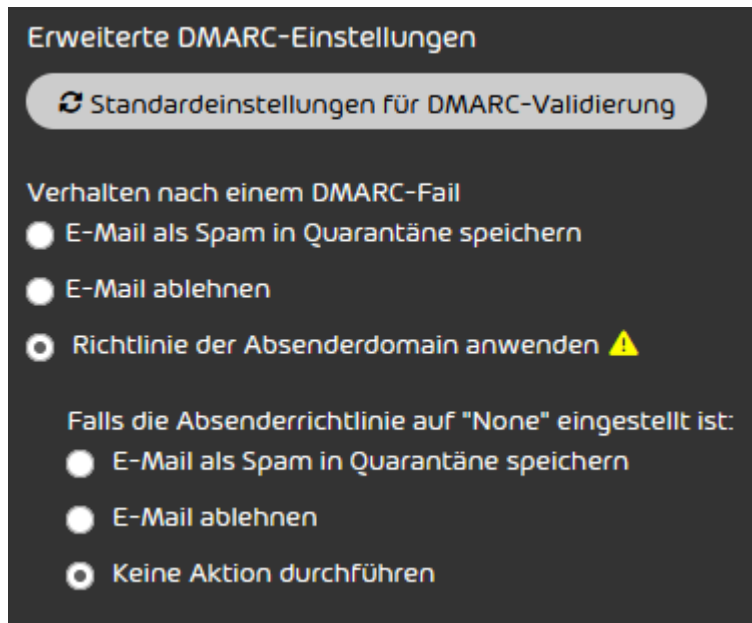 Erweiterte DMARC-Einstellungen
Standardeinstellungen für DMARC-Validierung
Verhalten nach einem DMARC-Fail
E-Mail als Spam in Quarantäne speichern
E-Mail ablehnen
Richtlinie der Absenderdomain anwenden
Falls die Absenderrichtlinie auf "None" eingestellt ist:
E-Mail als Spam in Quarantäne speichern
E-Mail ablehnen
Keine Aktion durchführen